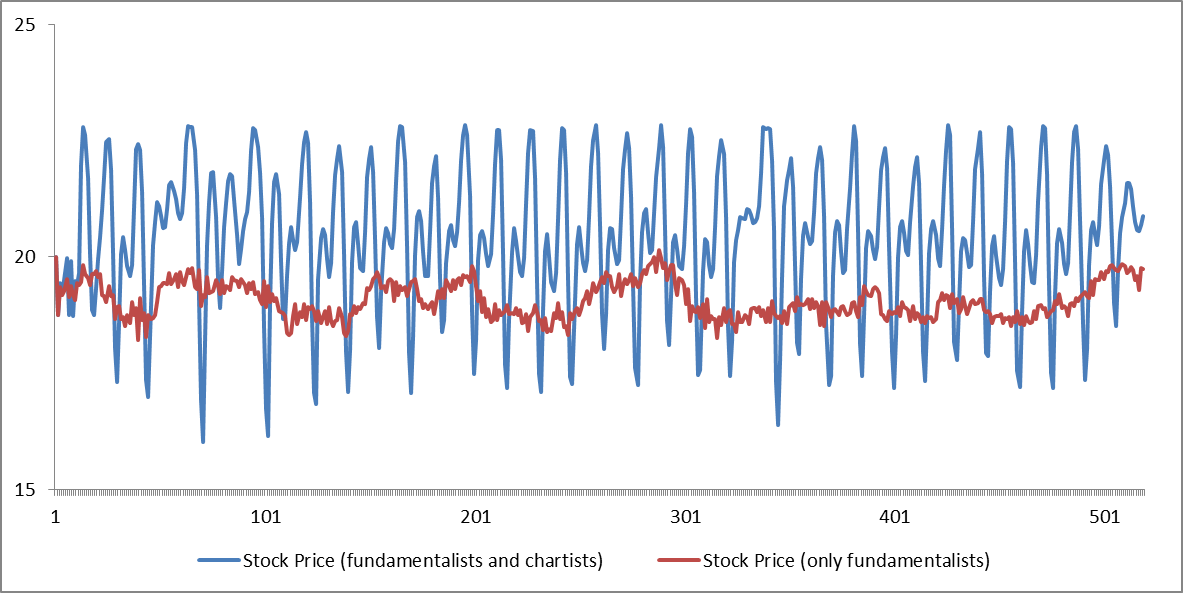 25
20
15
1 101 201 301 401 501
Stock Price (fundamentalists and chartists) Stock Price (only fundamentalists)